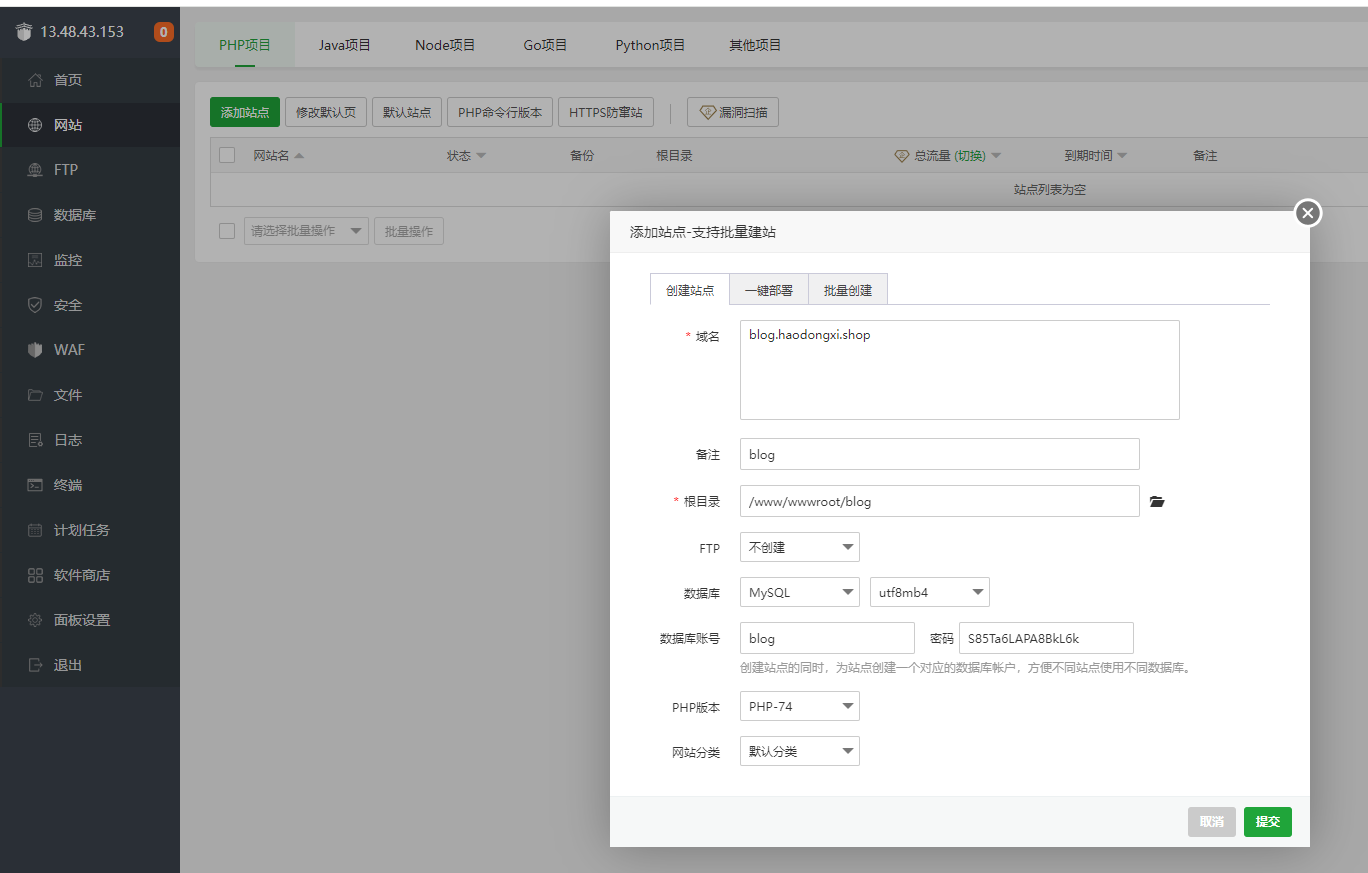 13.48.43.153
0
首页
网站
FTP
数据库
监控
安全
WAF
文件
日志
终端
计划任务
软件商店
面板设置
退出
PHP项目 Java项目 Node项目 Go项目 Python项目 其他项目
添加站点 修改默认页 默认站点 PHP命令行版本 HTTPS防窜站 漏洞扫描
网站名 状态 备份 根目录 总流量 (切换) 到期时间 备注
站点列表为空
请选择批量操作 批量操作
添加站点-支持批量建站
创建站点 一键部署 批量创建
* 域名 blog.haodongxi.shop
备注 blog
* 根目录 /www/wwwroot/blog
FTP 不创建
数据库 MySQL utf8mb4
数据库账号 blog 密码 S85Ta6LAPA8BkL6k
创建站点的同时，为站点创建一个对应的数据库帐户，方便不同站点使用不同数据库。
PHP版本 PHP-74
网站分类 默认分类
取消 提交